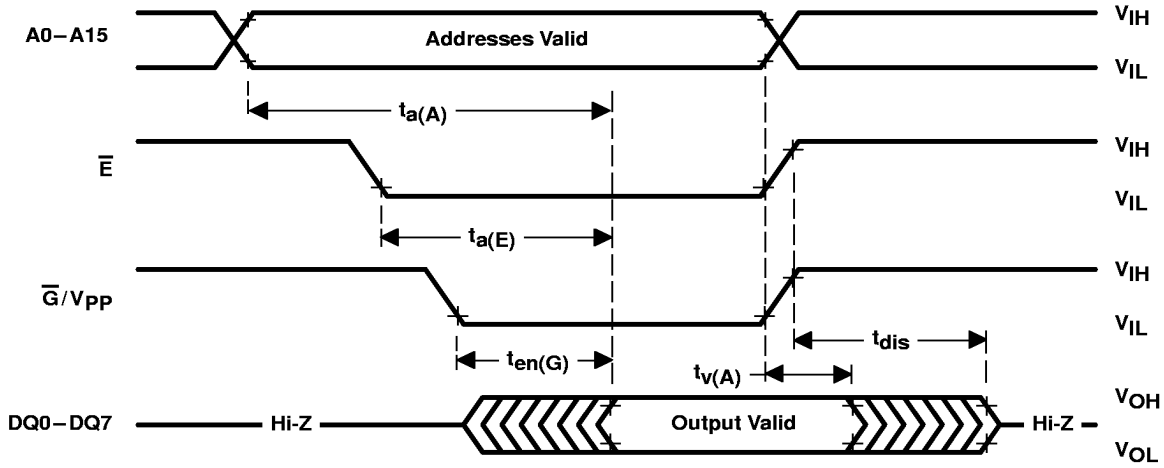 A0–A15
Addresses Valid
VIH
VIL
ta(A)
E̅
VIH
VIL
ta(E)
G̅/VPP
VIH
VIL
tdis
ten(G)
tv(A)
DQ0–DQ7
Hi-Z
Output Valid
Hi-Z
VOH
VOL